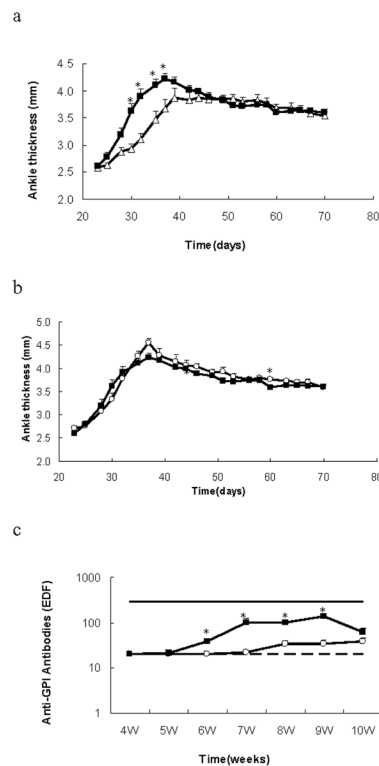 a
* * * *
4.5
4.0
3.5
3.0
2.5
2.0
Ankle thickness (mm)
20 30 40 50 60 70 80
Time(days)
b
5.0
4.5
4.0
3.5
3.0
2.5
2.0
Ankle thickness (mm)
* *
20 30 40 50 60 70 80
Time(days)
c
1000
100
10
1
Anti-GPI Antibodies (EDF)
* * * *
4W 5W 6W 7W 8W 9W 10W
Time(weeks)